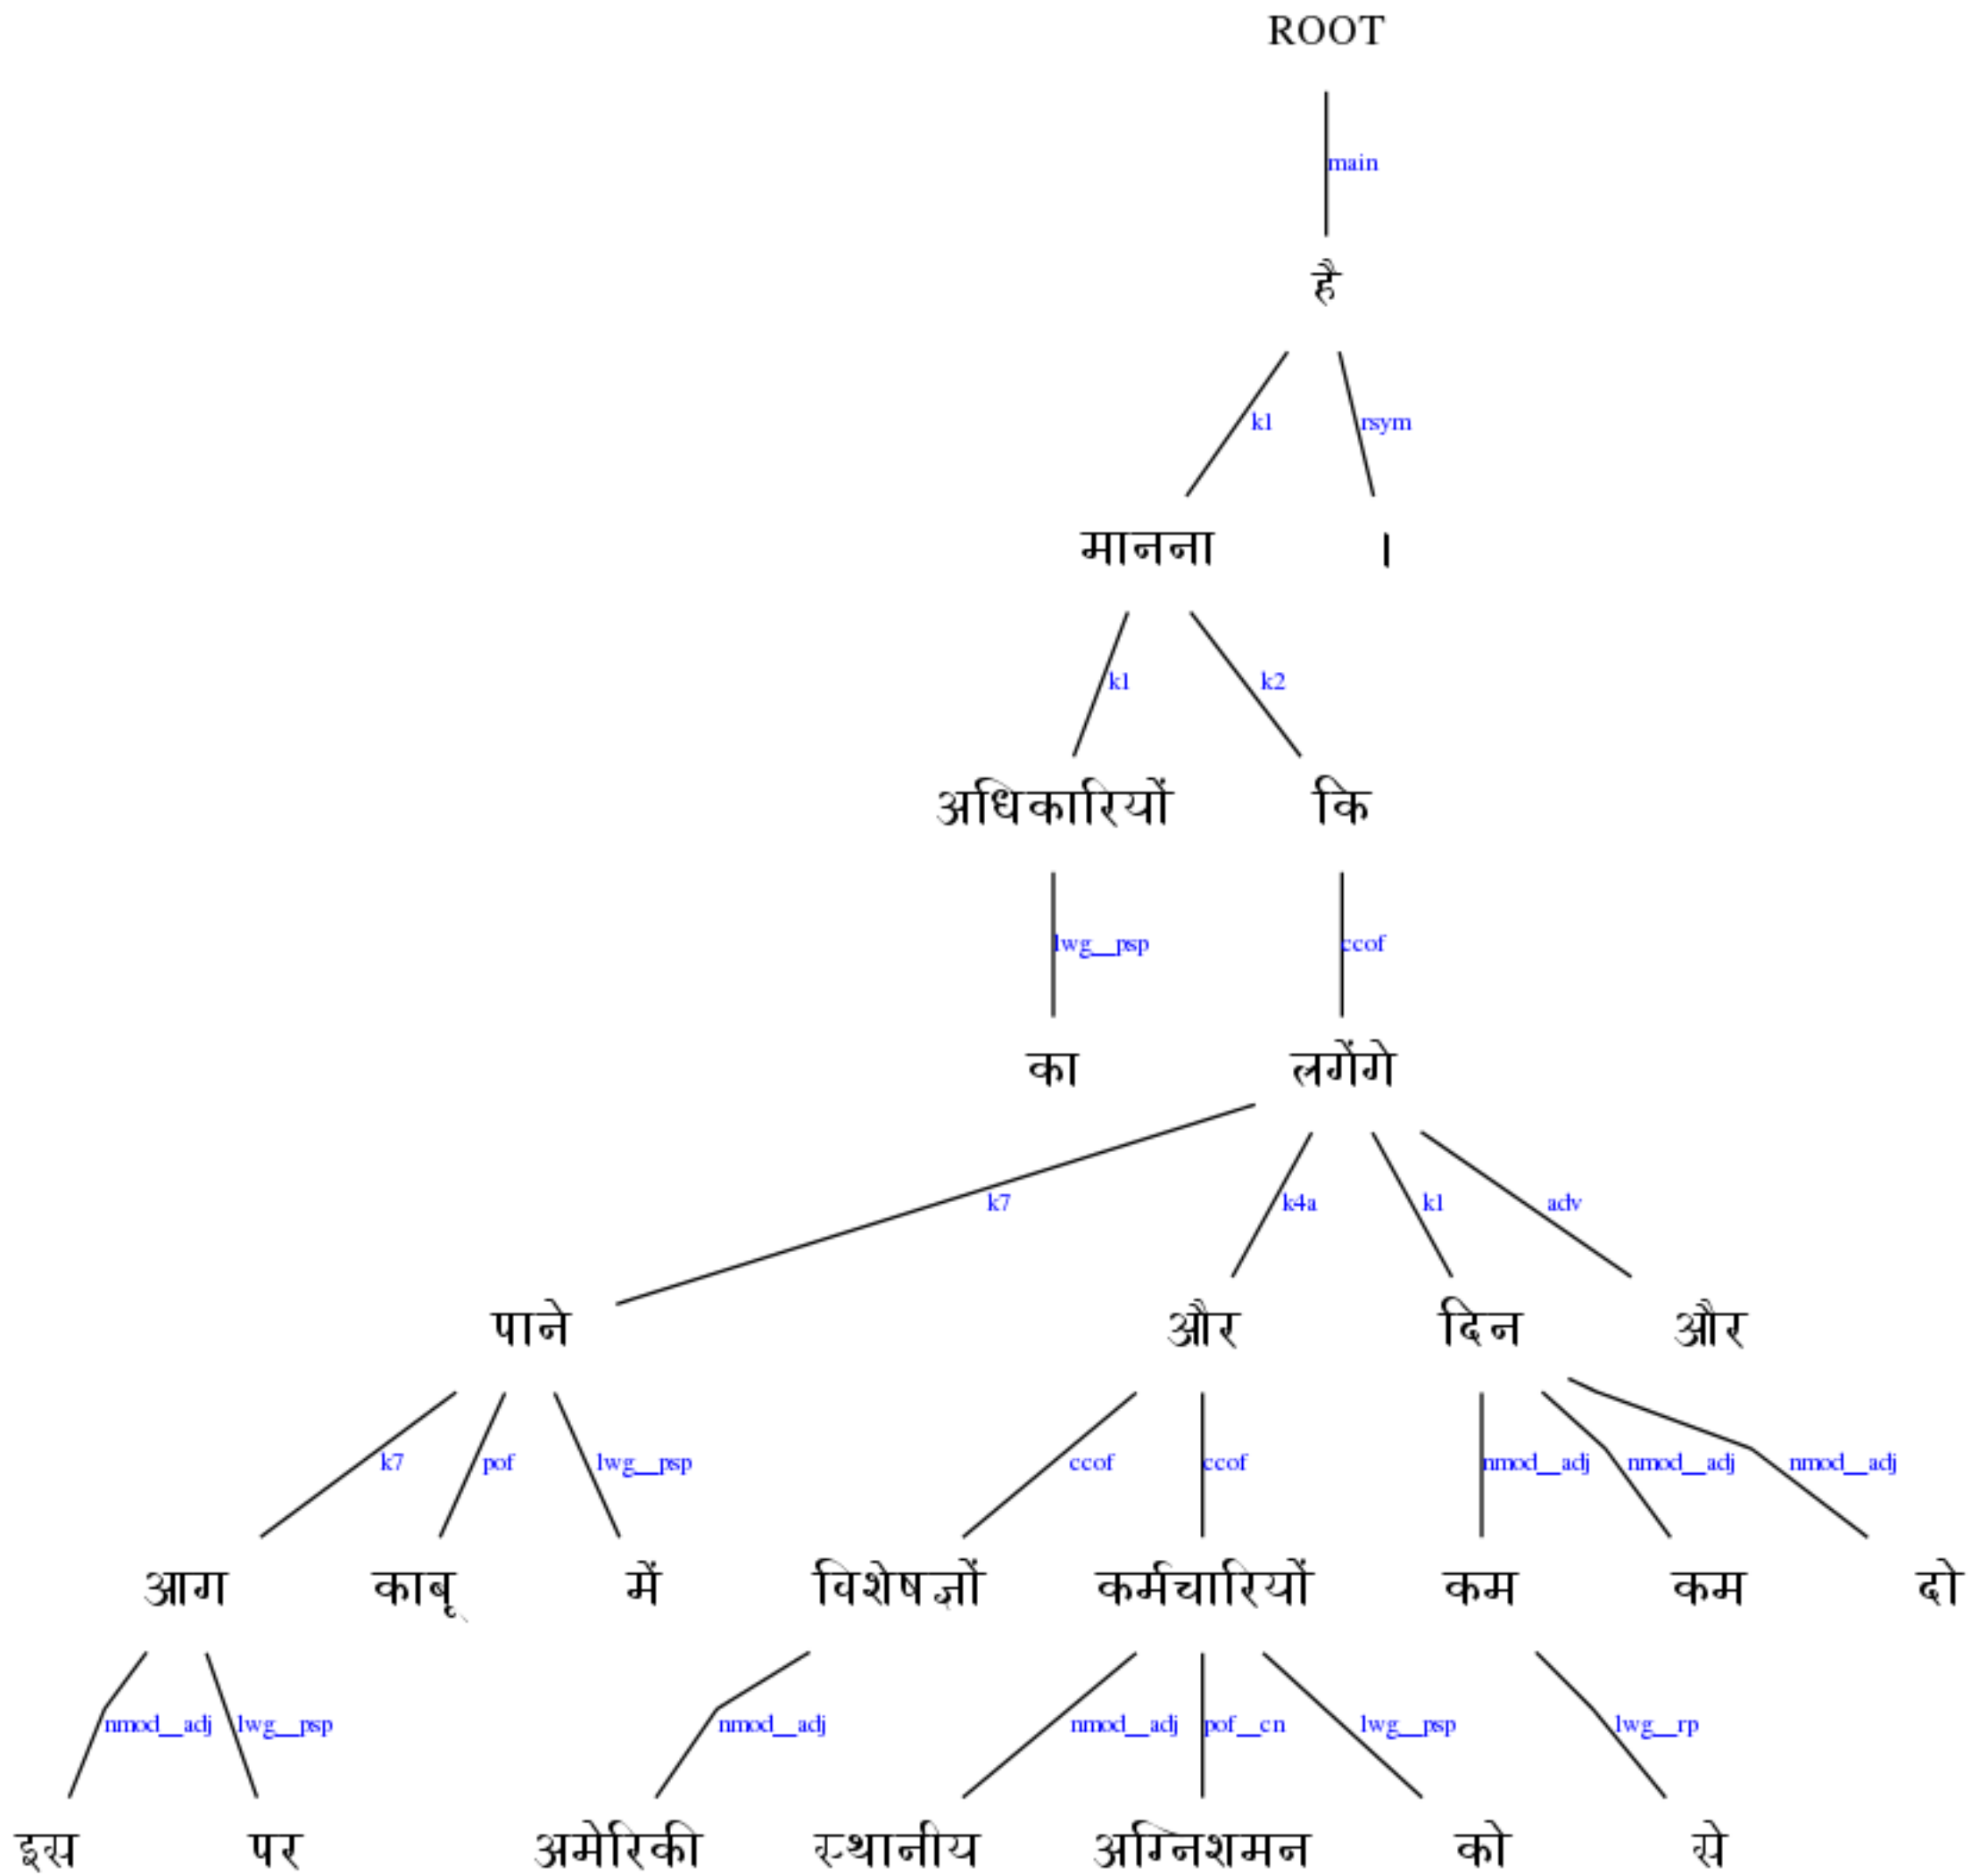 ROOT
main
है
k1 rsym
मानना ।
k1 k2
अधिकारियों कि
lwg__psp ccof
का लगेंगे
k7 k4a k1 adv
पाने और दिन और
k7 pof lwg__psp ccof ccof nmod__adj nmod__adj nmod__adj
आग काबू में विशेषज्ञों कर्मचारियों कम कम दो
nmod__adj lwg__psp nmod__adj nmod__adj pof__cn lwg__psp lwg__rp
इस पर अमेरिकी स्थानीय अग्निशमन को से